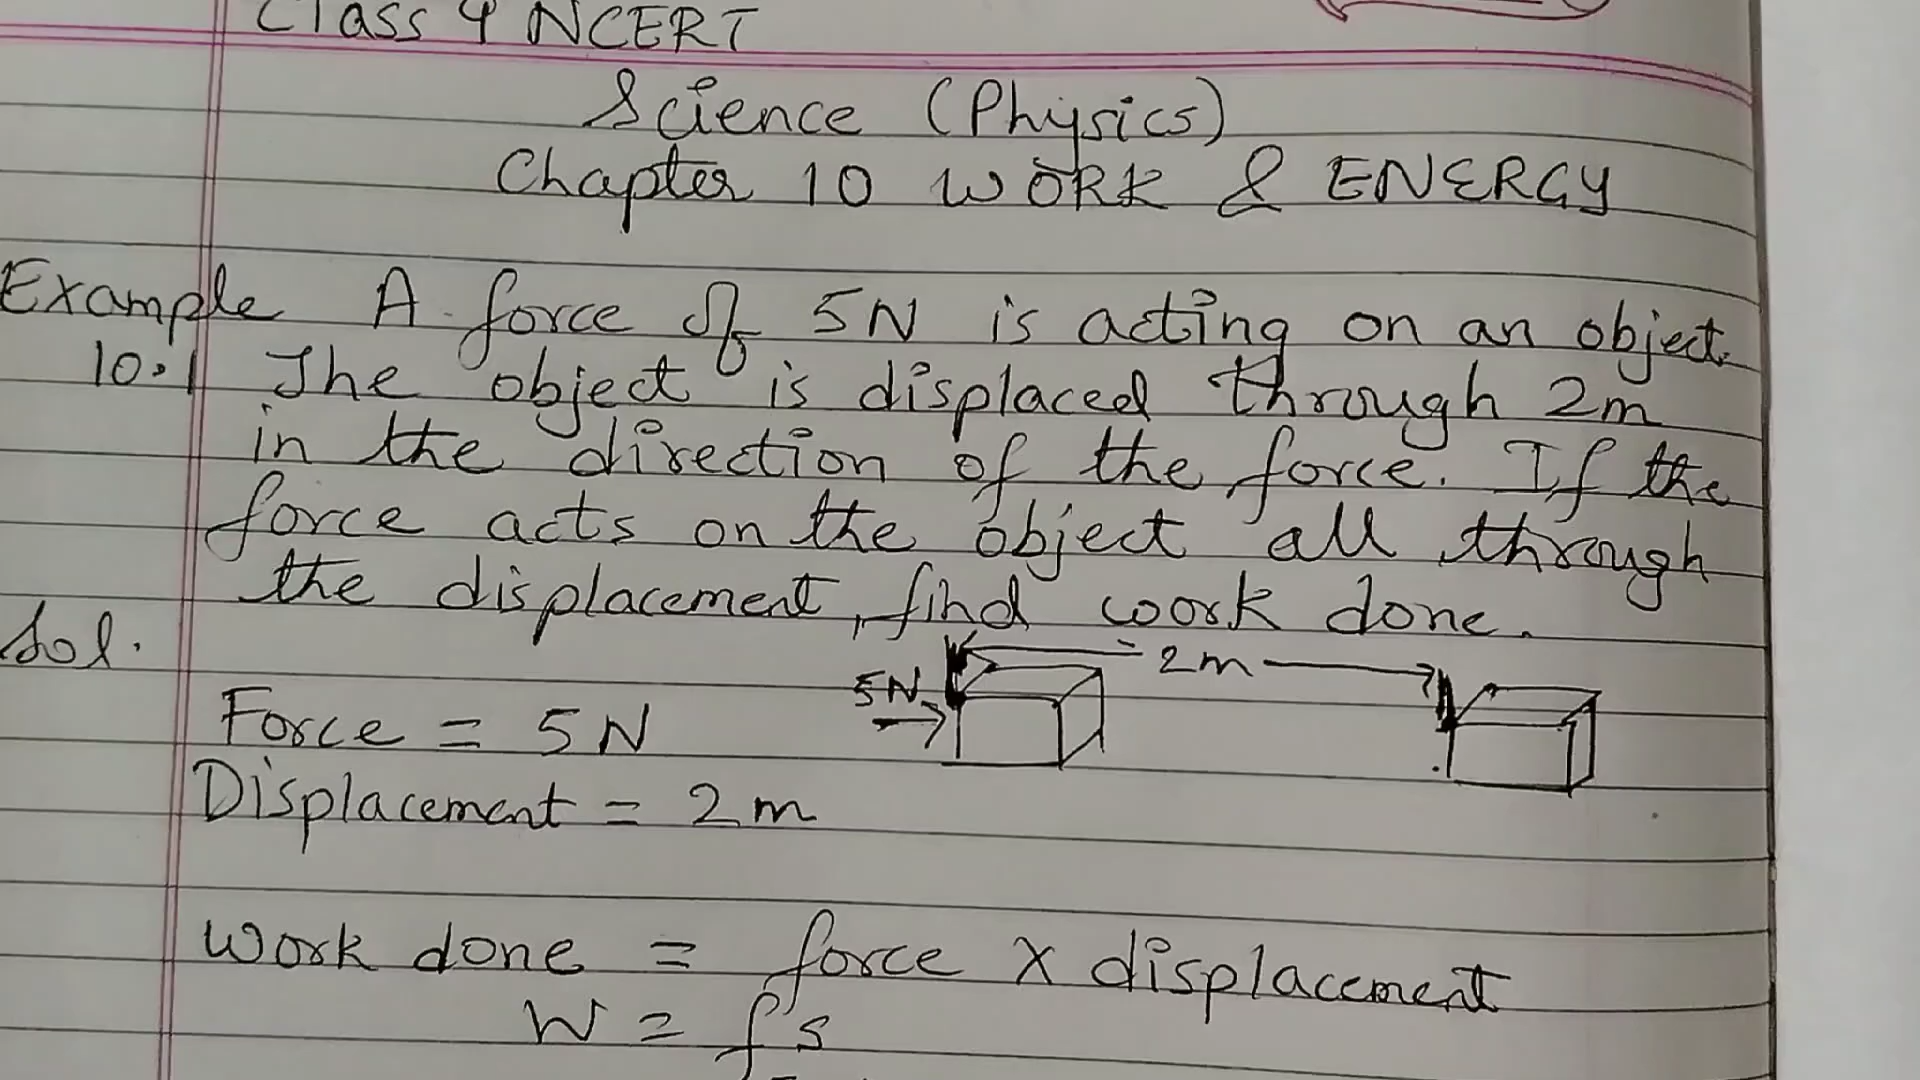 Class 9 NCERT
Science (Physics)
Chapter 10 WORK & ENERGY
Example A force of 5N is acting on an object.
10.1 The object is displaced through 2m
in the direction of the force. If the
force acts on the object all through
the displacement, find work done.
Sol.
5N
2m
Force = 5N
Displacement = 2m
Work done = force x displacement
W = fs